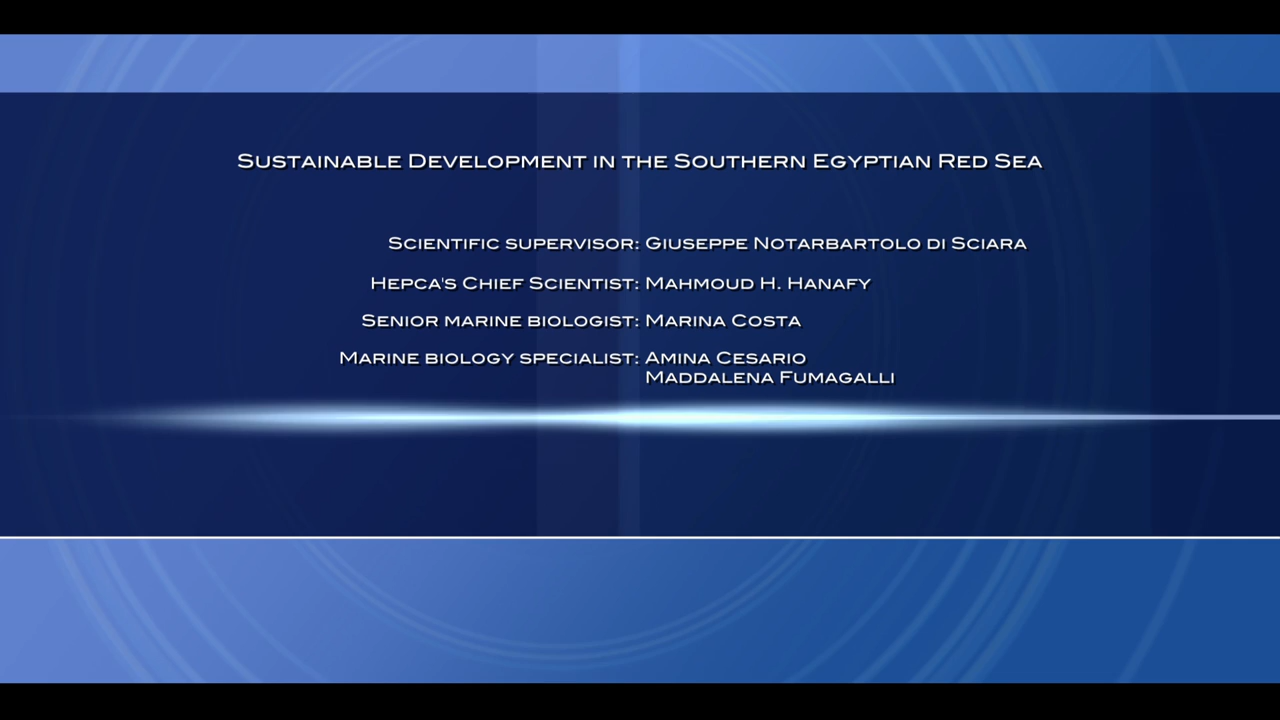 Sustainable Development in the Southern Egyptian Red Sea
Scientific supervisor: Giuseppe Notarbartolo di Sciara
Hepca's Chief Scientist: Mahmoud H. Hanafy
Senior marine biologist: Marina Costa
Marine biology specialist: Amina Cesario
Maddalena Fumagalli